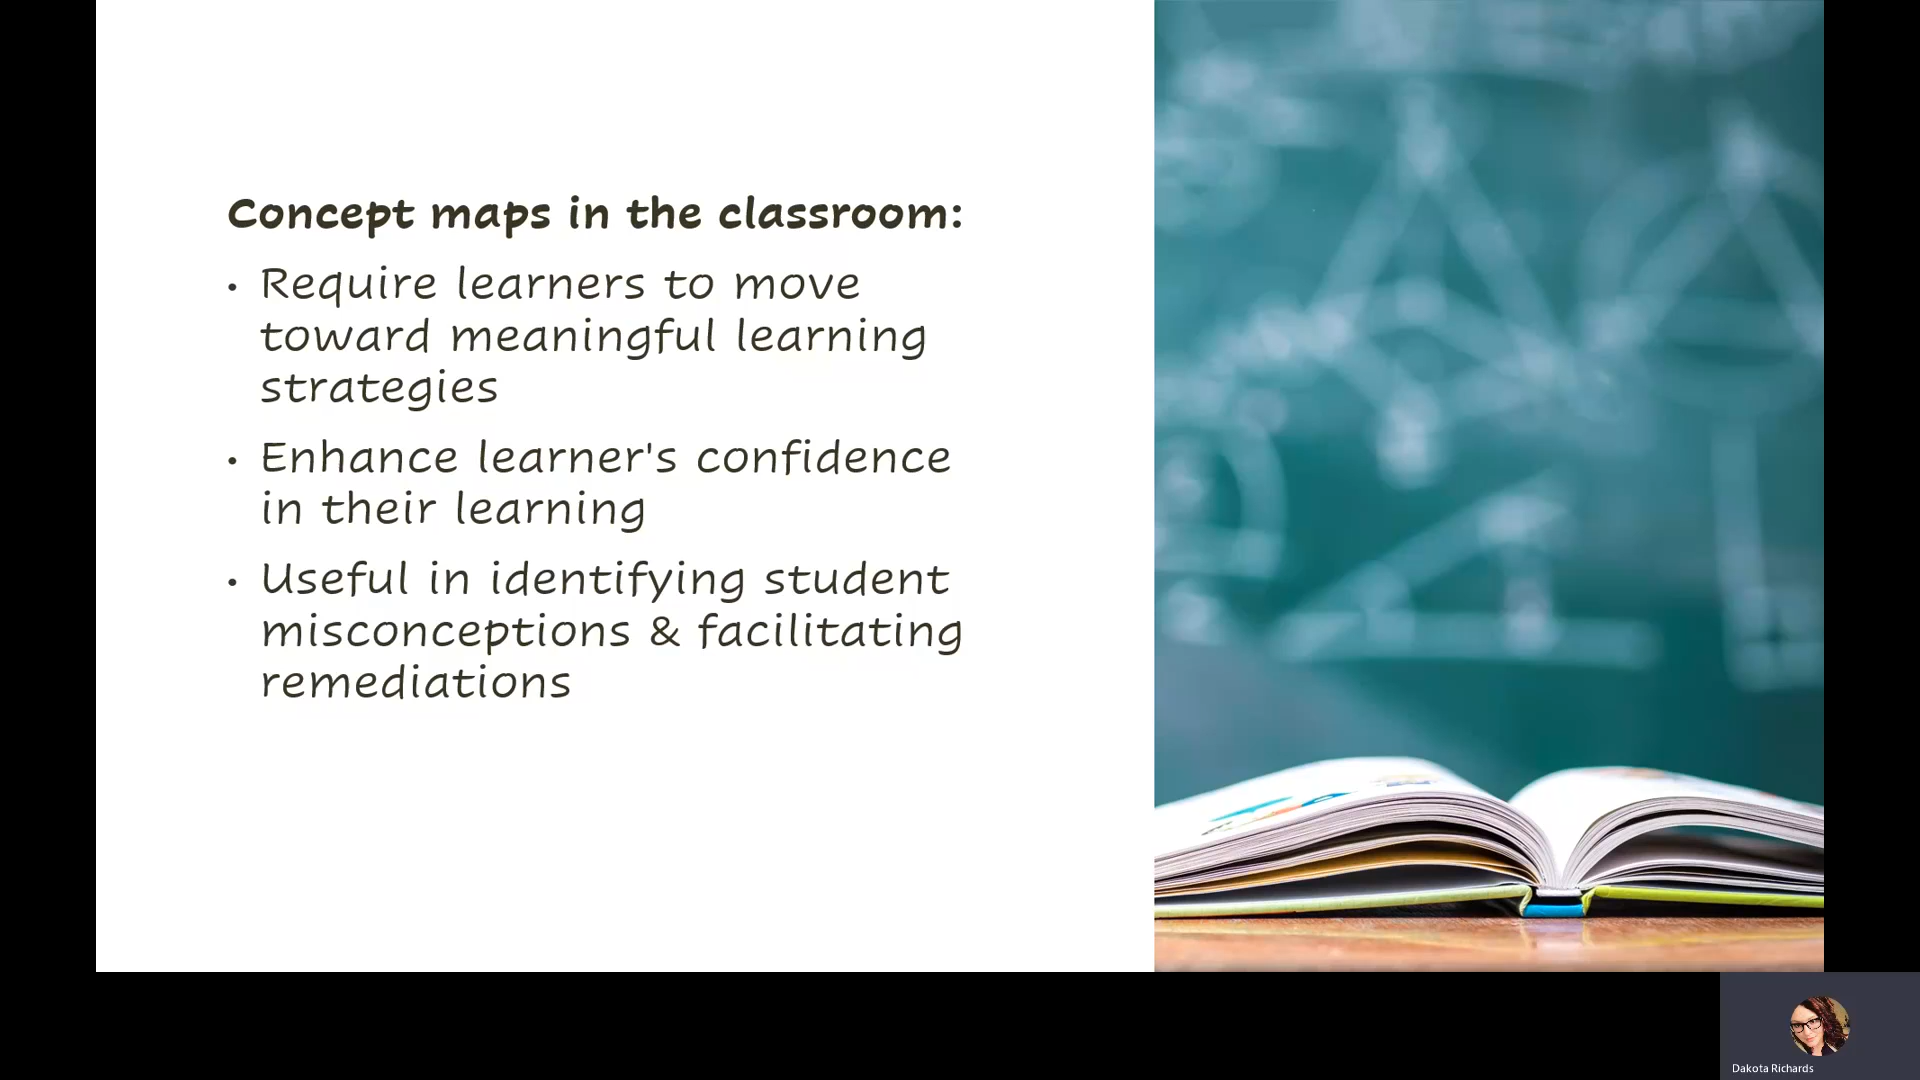 Concept maps in the classroom:
• Require learners to move
toward meaningful learning
strategies
• Enhance learner's confidence
in their learning
• Useful in identifying student
misconceptions & facilitating
remediations
Dakota Richards